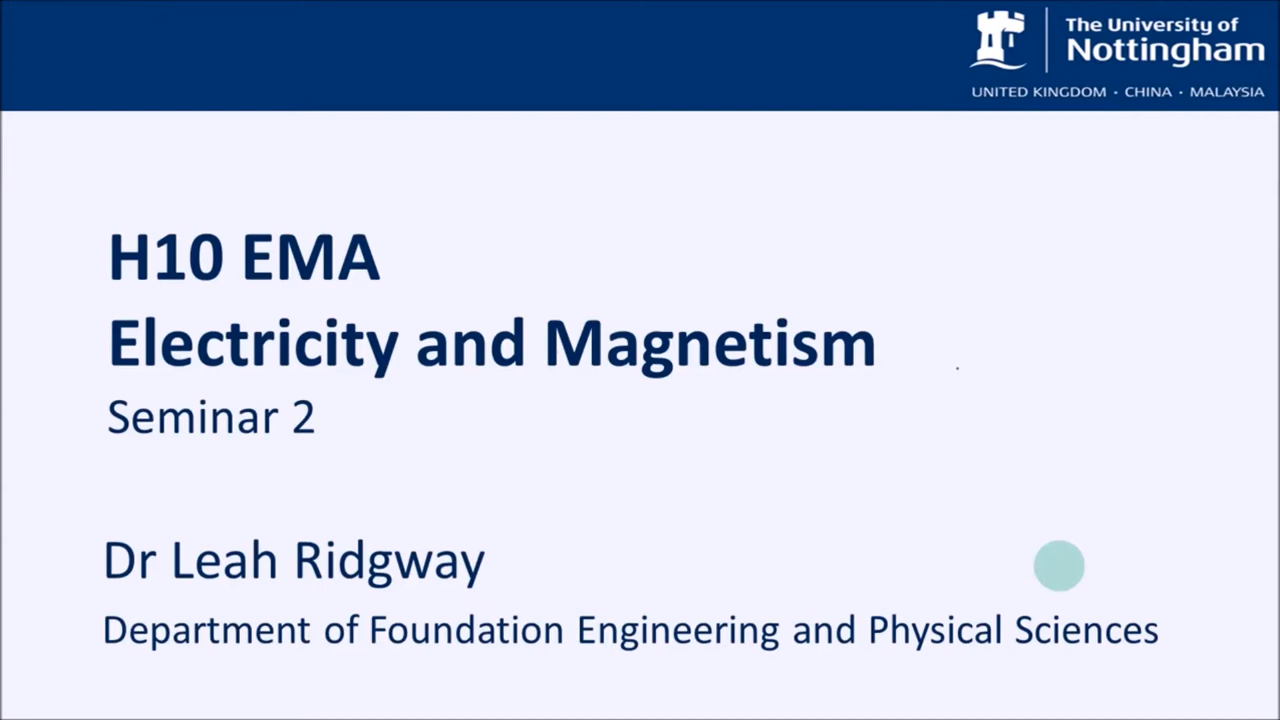 The University of
Nottingham
UNITED KINGDOM · CHINA · MALAYSIA
H10 EMA
Electricity and Magnetism
Seminar 2
Dr Leah Ridgway
Department of Foundation Engineering and Physical Sciences